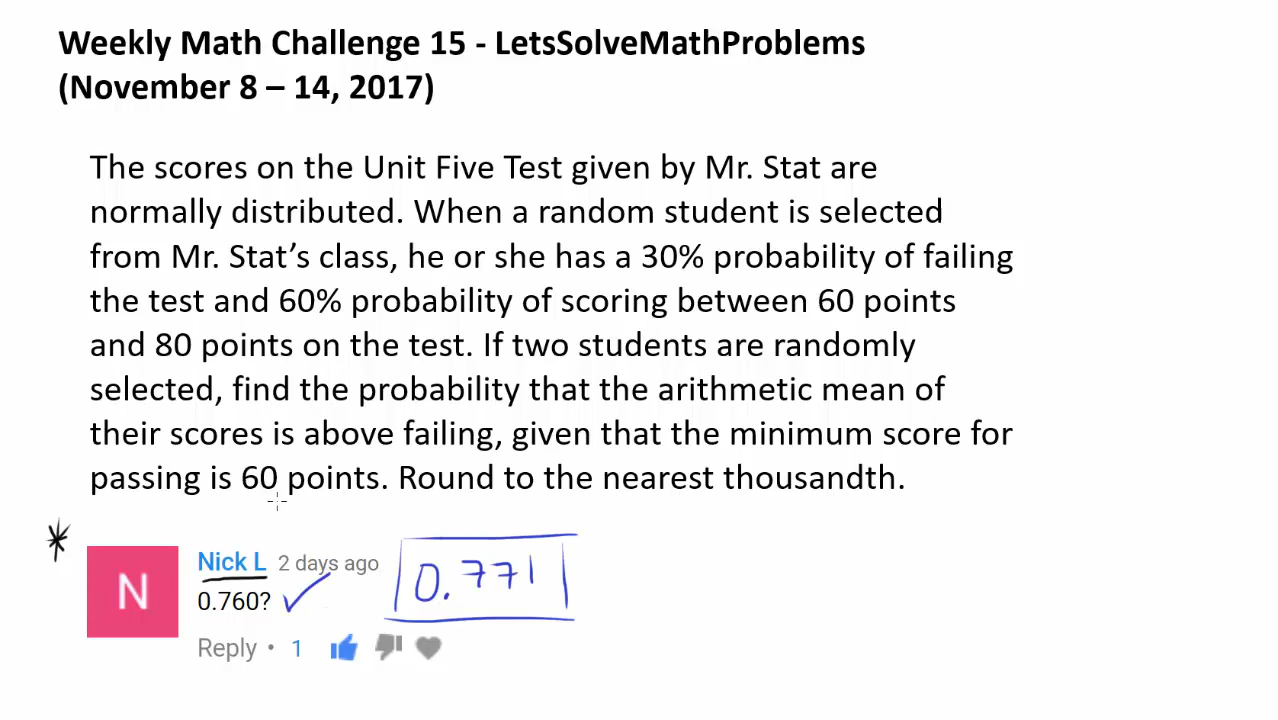 Weekly Math Challenge 15 - LetsSolveMathProblems
(November 8 – 14, 2017)
The scores on the Unit Five Test given by Mr. Stat are
normally distributed. When a random student is selected
from Mr. Stat’s class, he or she has a 30% probability of failing
the test and 60% probability of scoring between 60 points
and 80 points on the test. If two students are randomly
selected, find the probability that the arithmetic mean of
their scores is above failing, given that the minimum score for
passing is 60 points. Round to the nearest thousandth.
*
N
Nick L 2 days ago
0.760?
0.771
Reply • 1